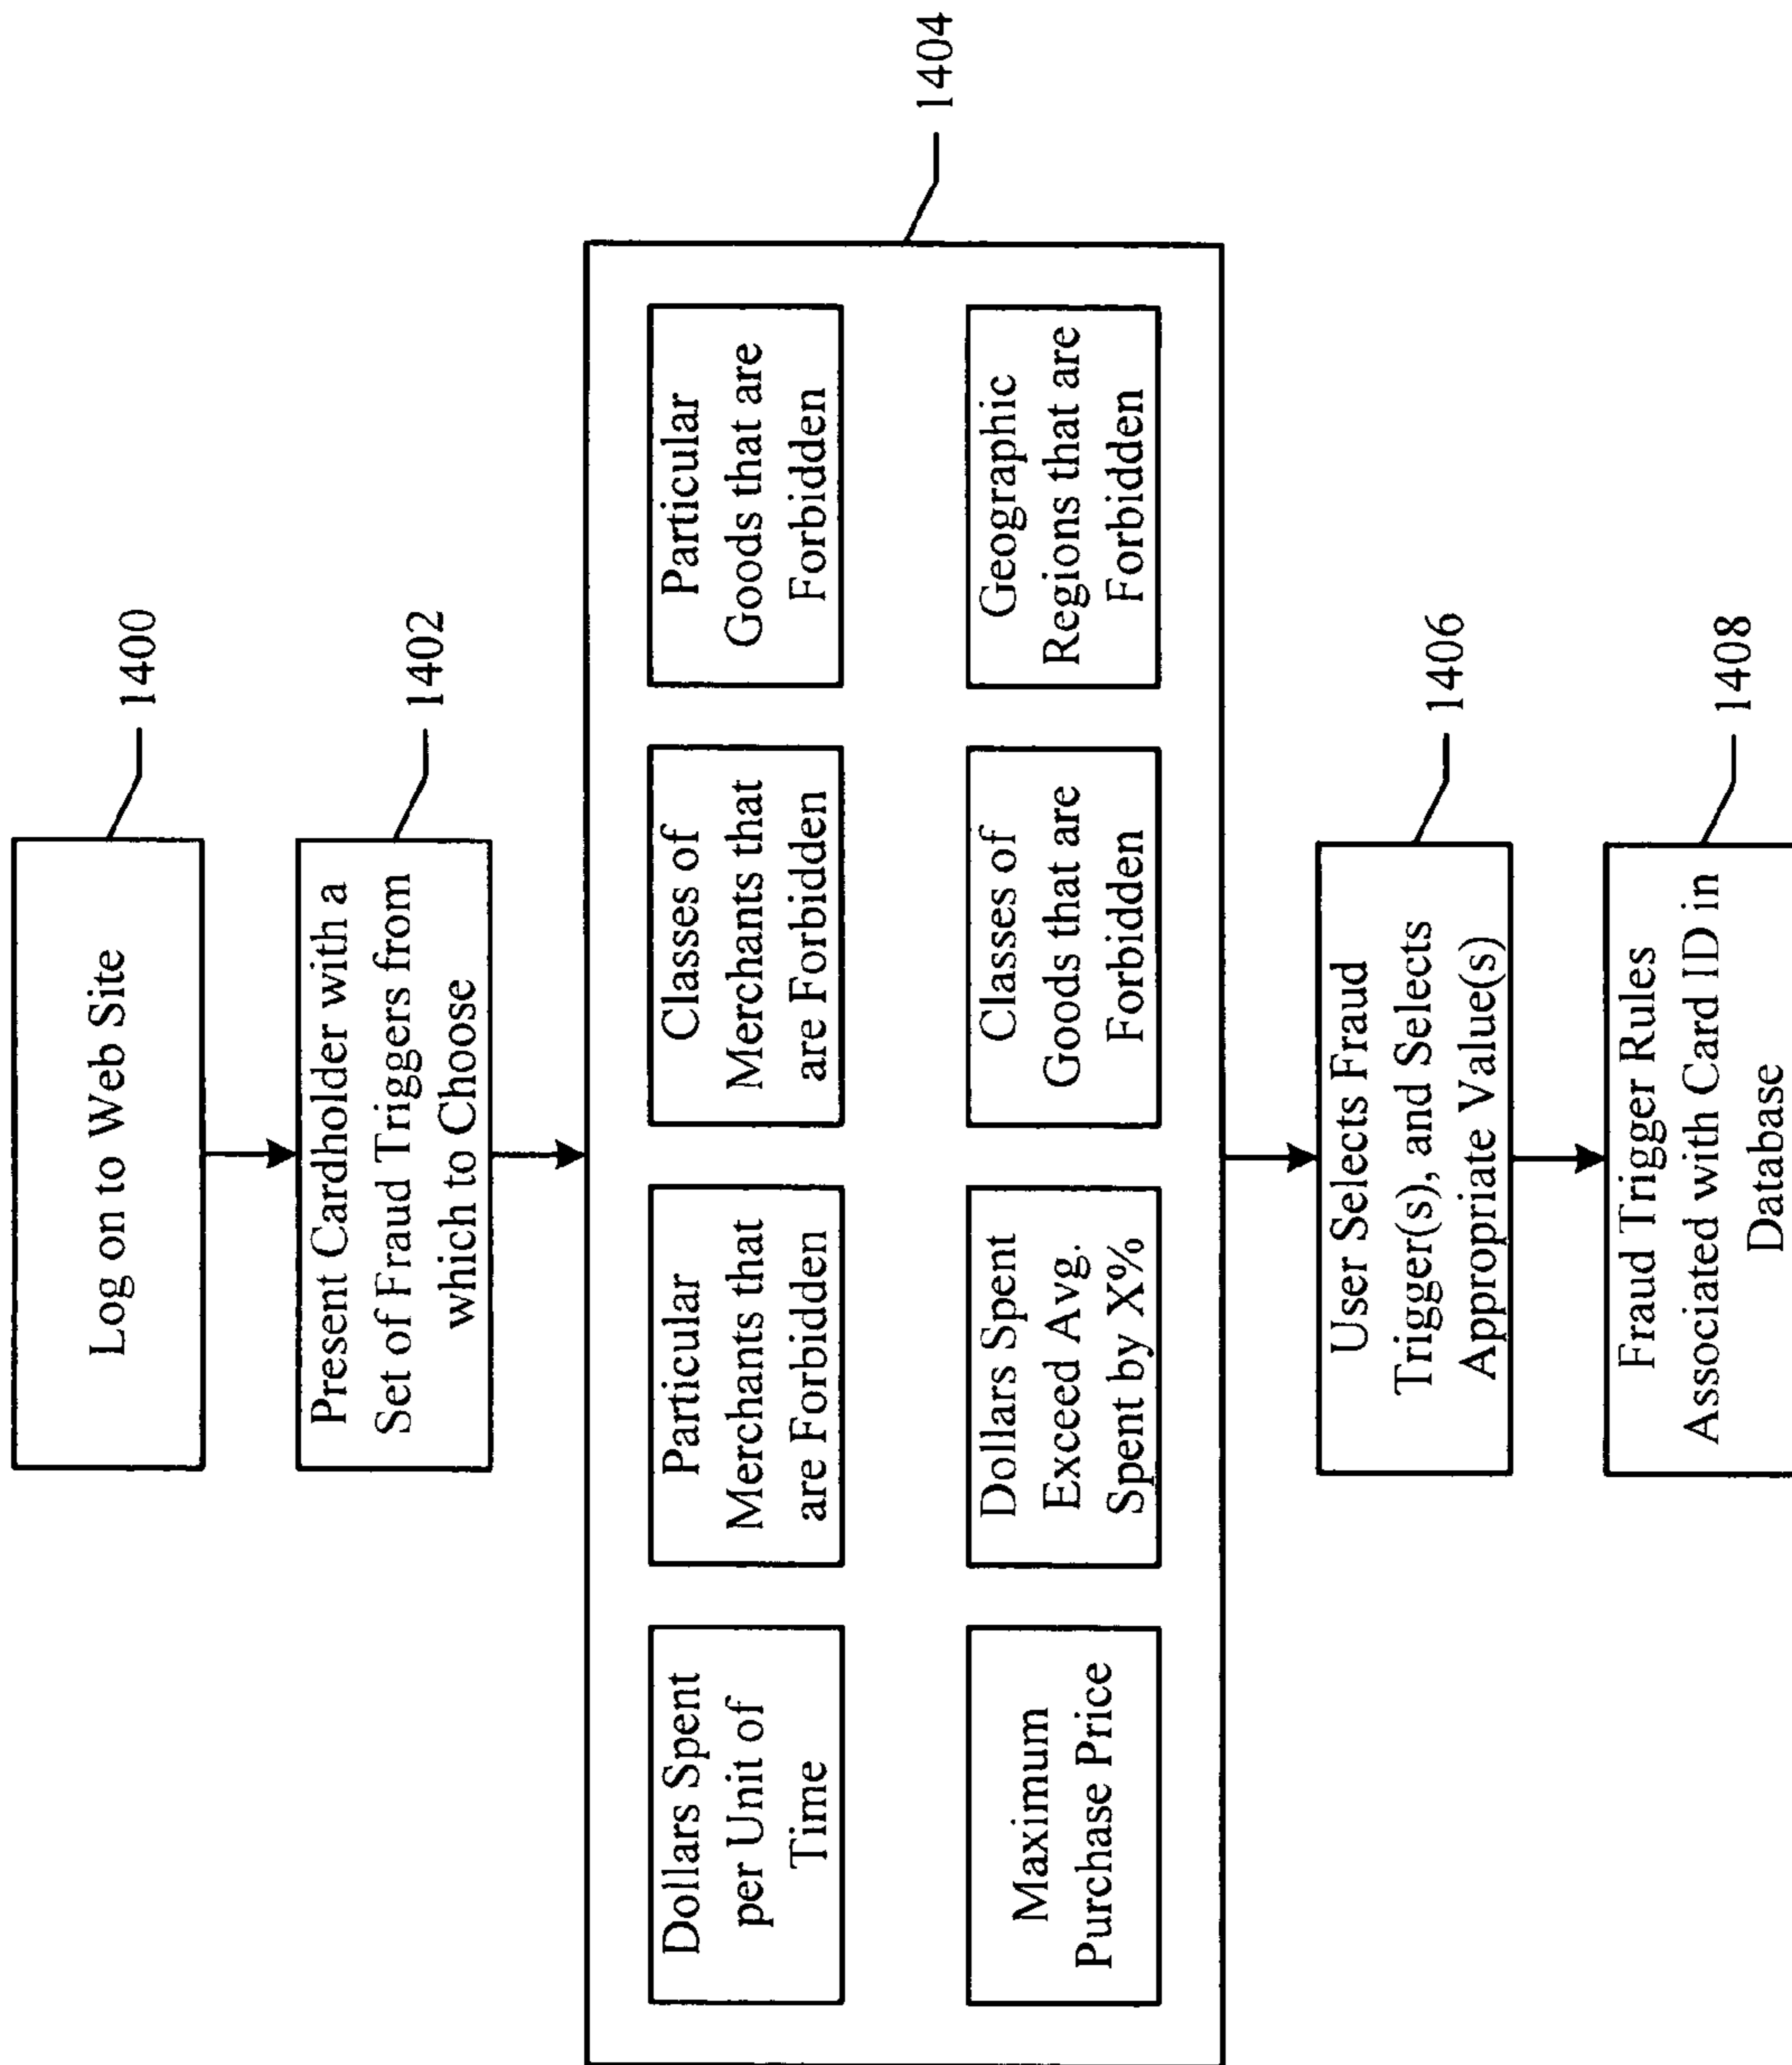 Log on to Web Site
1400
Present Cardholder with a
Set of Fraud Triggers from
which to Choose
1402
1404
Dollars Spent
per Unit of
Time
Particular
Merchants that
are Forbidden
Classes of
Merchants that
are Forbidden
Particular
Goods that are
Forbidden
Maximum
Purchase Price
Dollars Spent
Exceed Avg.
Spent by X%
Classes of
Goods that are
Forbidden
Geographic
Regions that are
Forbidden
User Selects Fraud
Trigger(s), and Selects
Appropriate Value(s)
1406
Fraud Trigger Rules
Associated with Card ID in
Database
1408